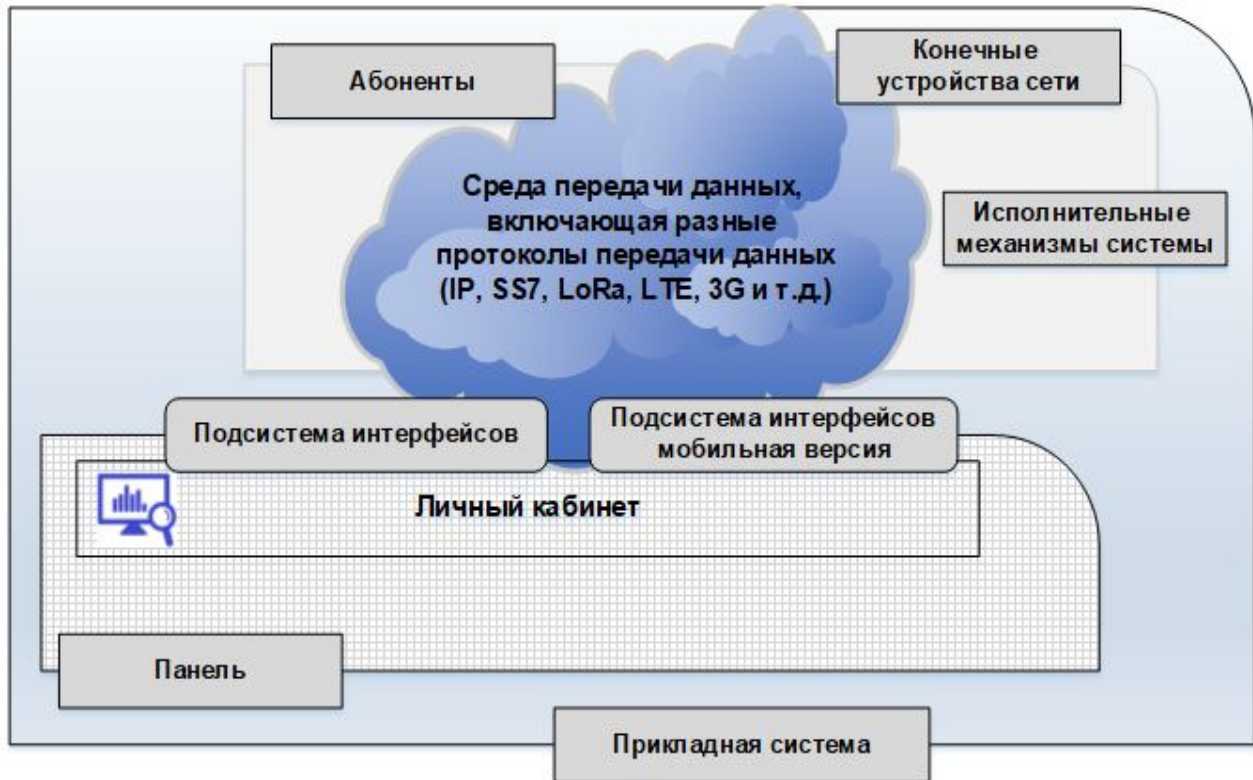 Абоненты
Конечные
устройства сети
Среда передачи данных,
включающая разные
протоколы передачи данных
(IP, SS7, LoRa, LTE, 3G и т.д.)
Исполнительные
механизмы системы
Подсистема интерфейсов
Подсистема интерфейсов
мобильная версия
Личный кабинет
Панель
Прикладная система